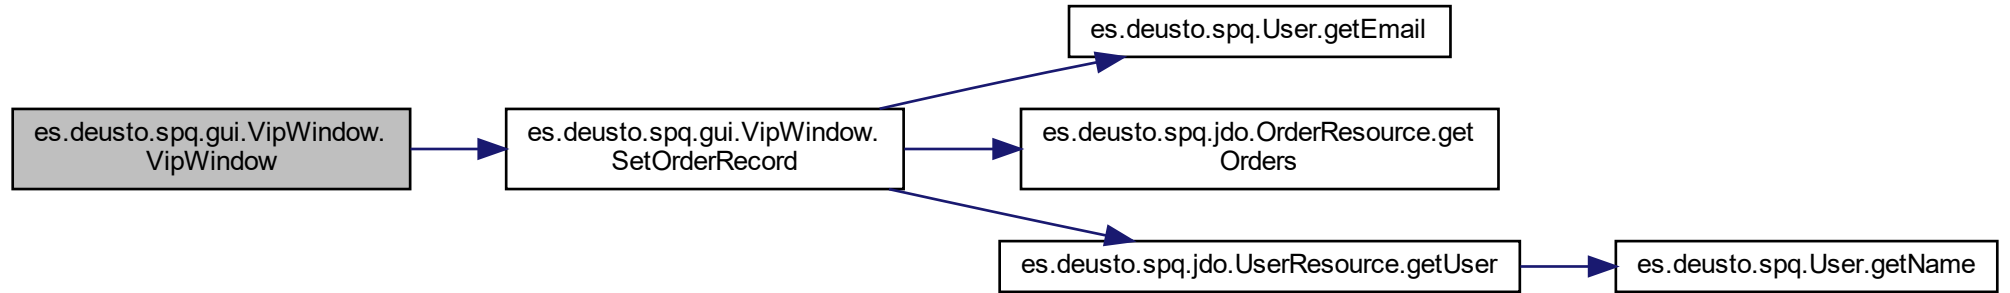 es.deusto.spq.gui.VipWindow.
VipWindow
es.deusto.spq.gui.VipWindow.
SetOrderRecord
es.deusto.spq.User.getEmail
es.deusto.spq.jdo.OrderResource.get
Orders
es.deusto.spq.jdo.UserResource.getUser
es.deusto.spq.User.getName